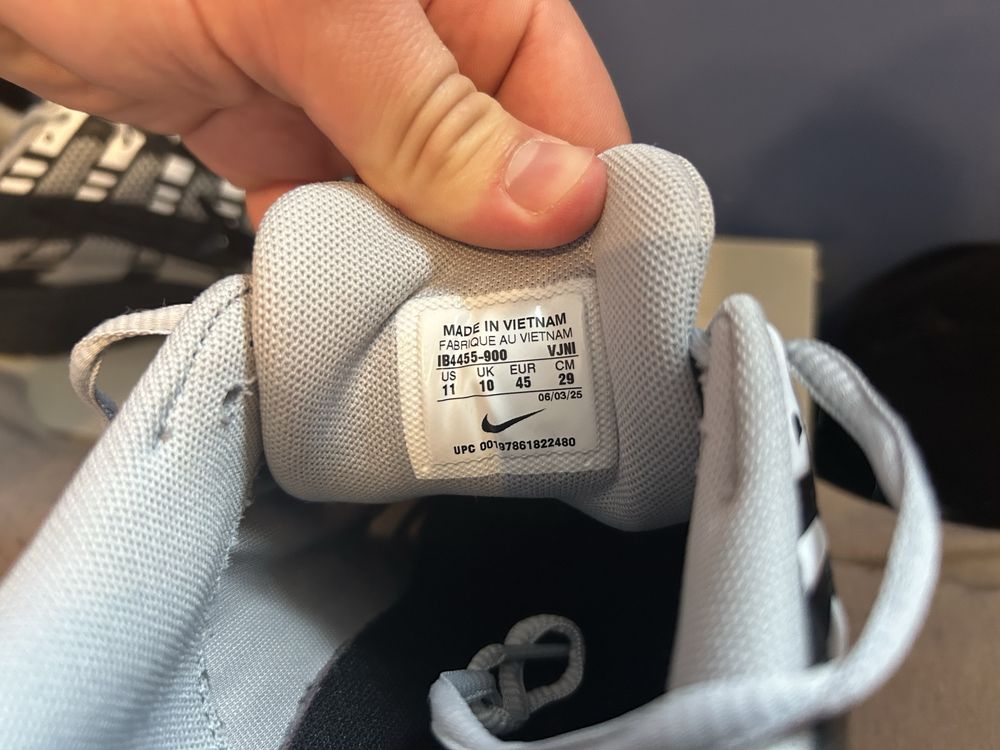 MADE IN VIETNAM
FABRIQUE AU VIETNAM
IB4455-900 VJNI
US UK EUR CM
11 10 45 29
06/03/25
UPC 00197861822480